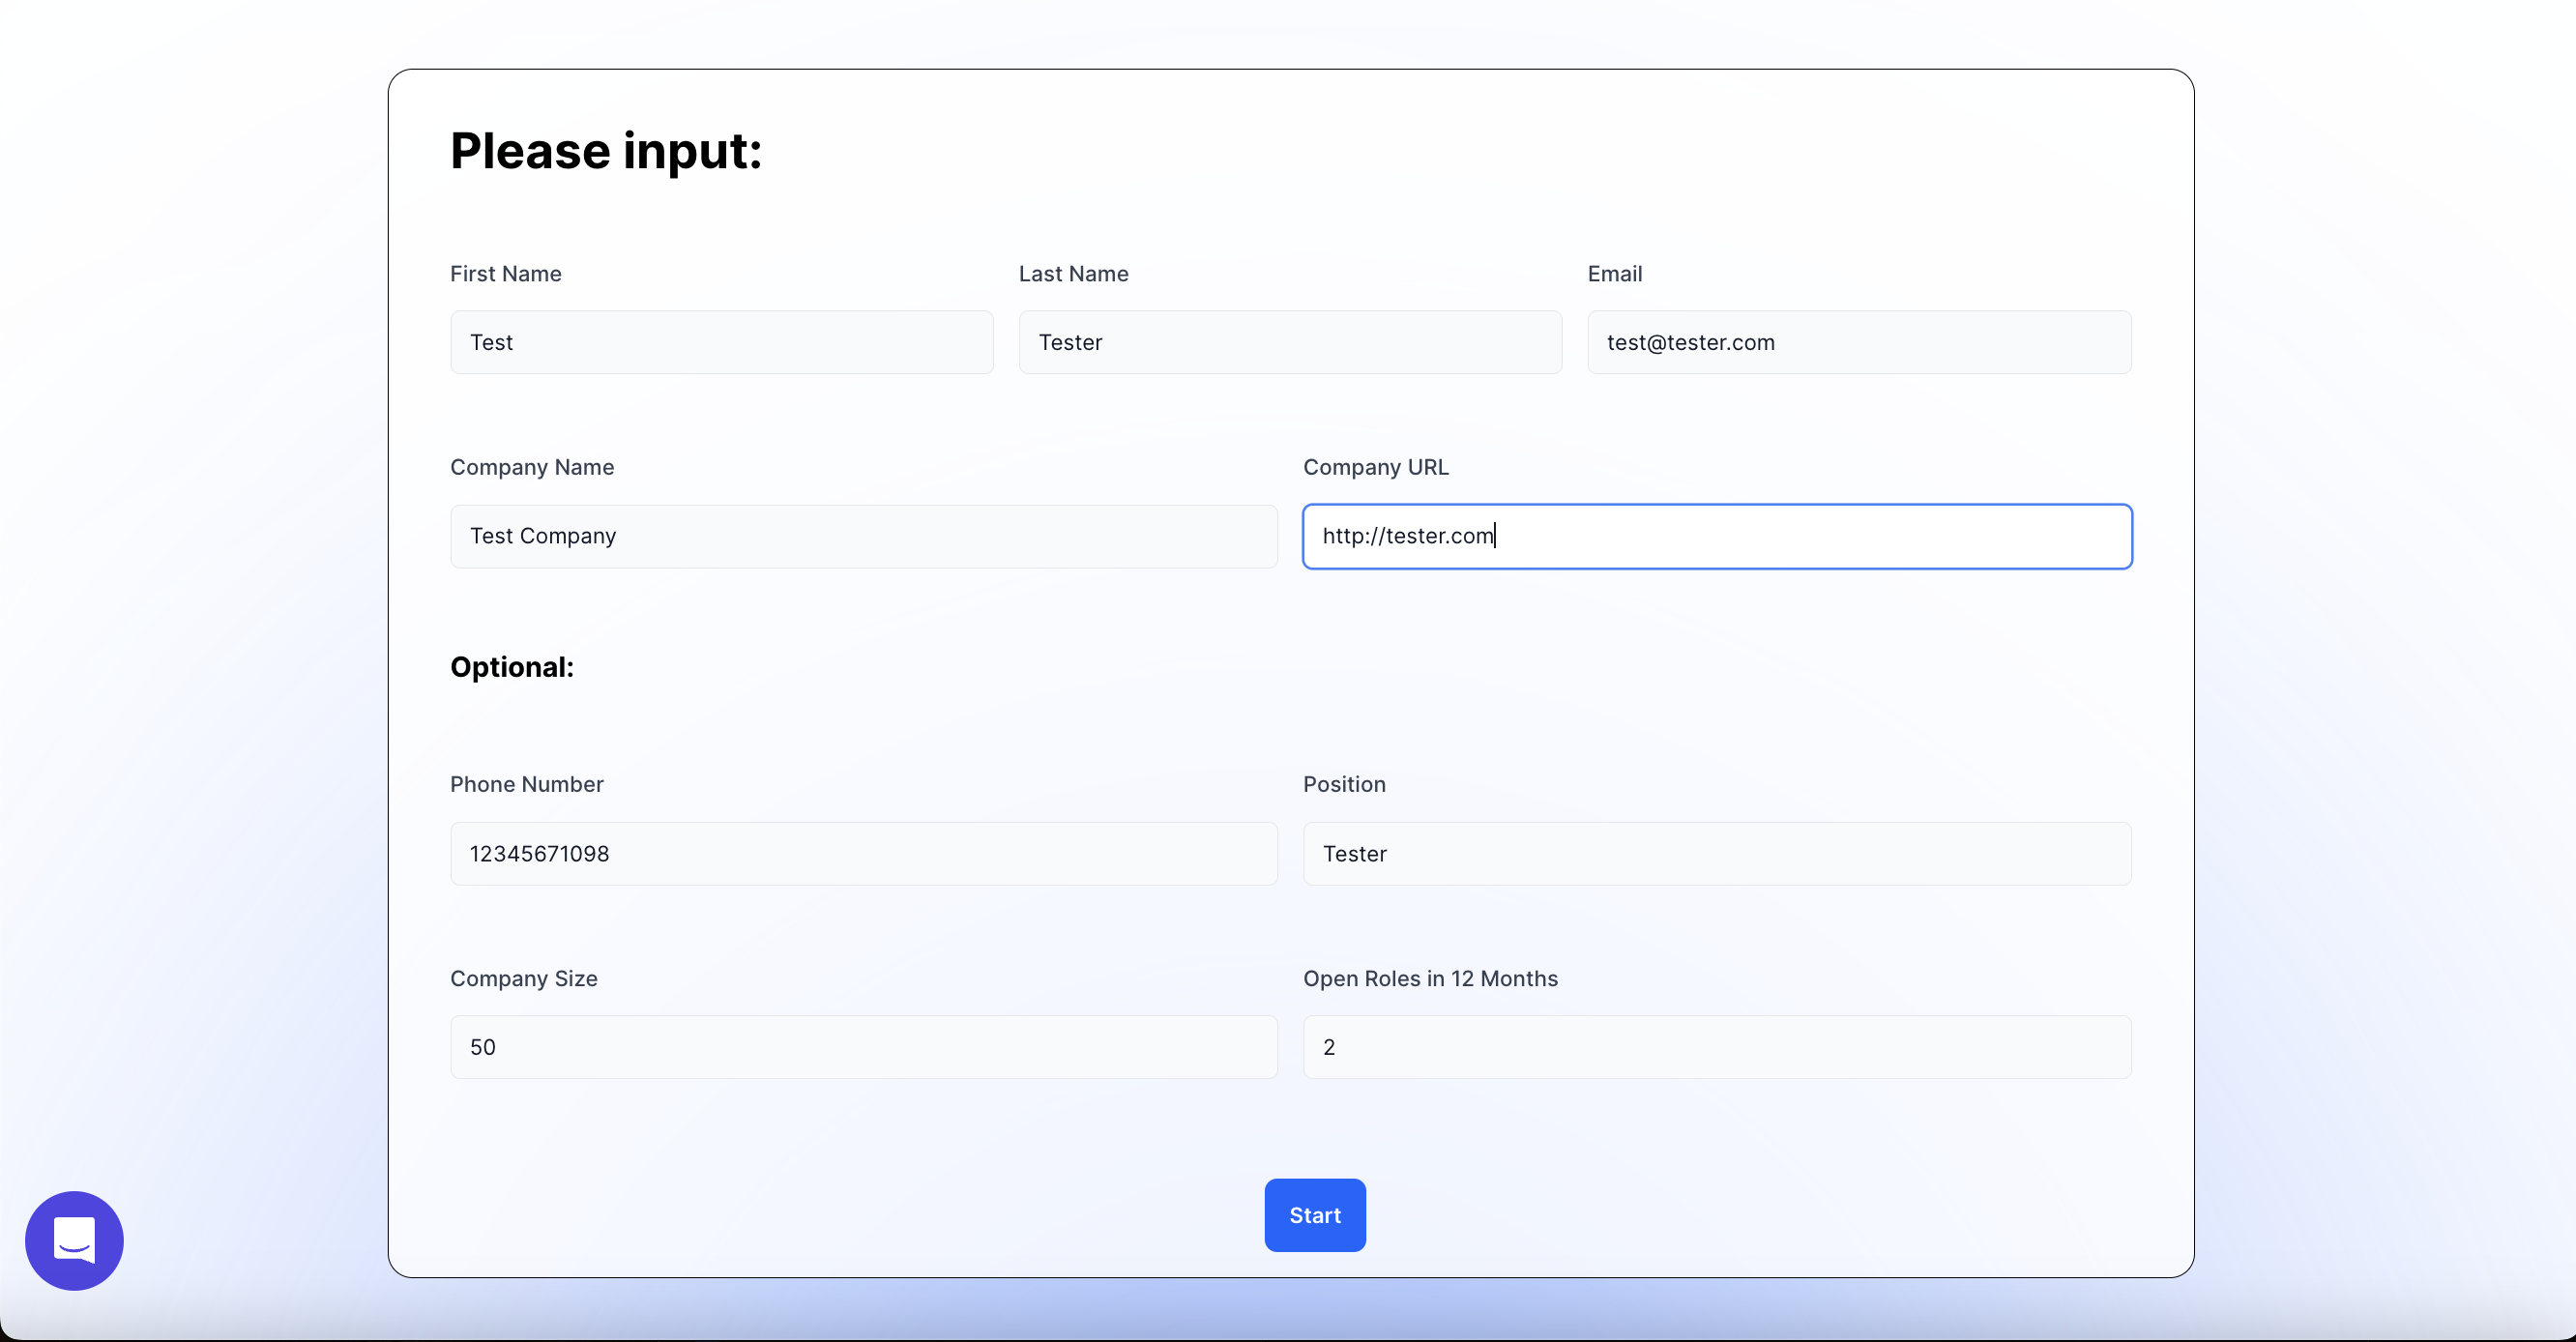 Please input:
First Name
Last Name
Email
Test
Tester
test@tester.com
Company Name
Company URL
Test Company
http://tester.com
Optional:
Phone Number
Position
12345671098
Tester
Company Size
Open Roles in 12 Months
50
2
Start